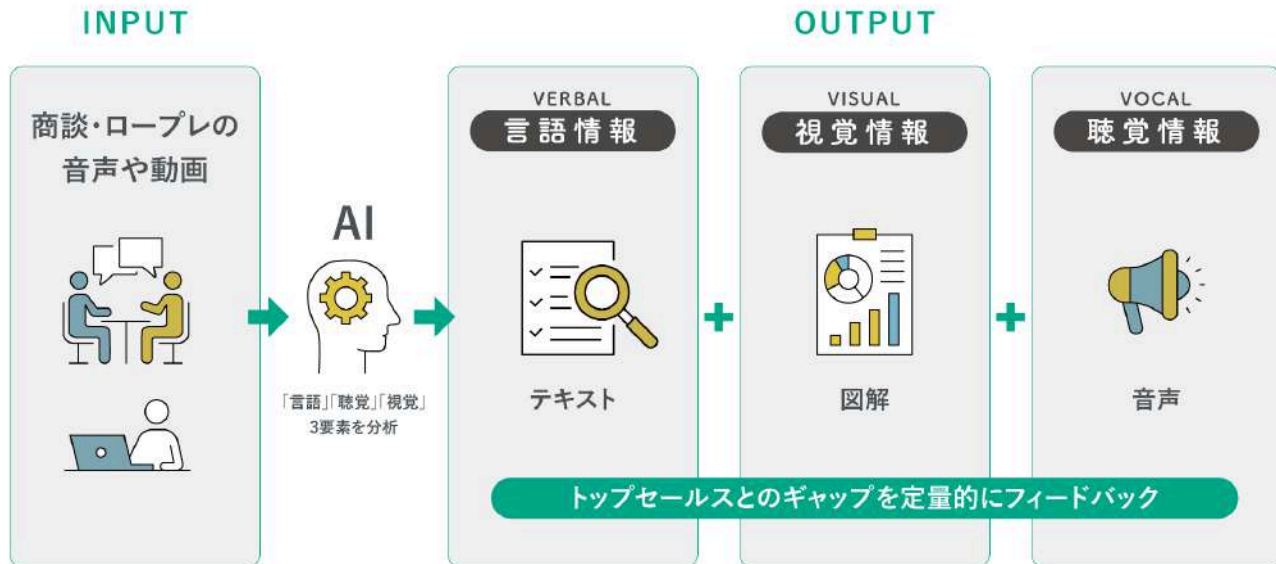 INPUT
OUTPUT
商談・ロープレの
音声や動画
AI
「言語」「聴覚」「視覚」
3要素を分析
VERBAL
言語情報
テキスト
VISUAL
視覚情報
図解
VOCAL
聴覚情報
音声
トップセールスとのギャップを定量的にフィードバック